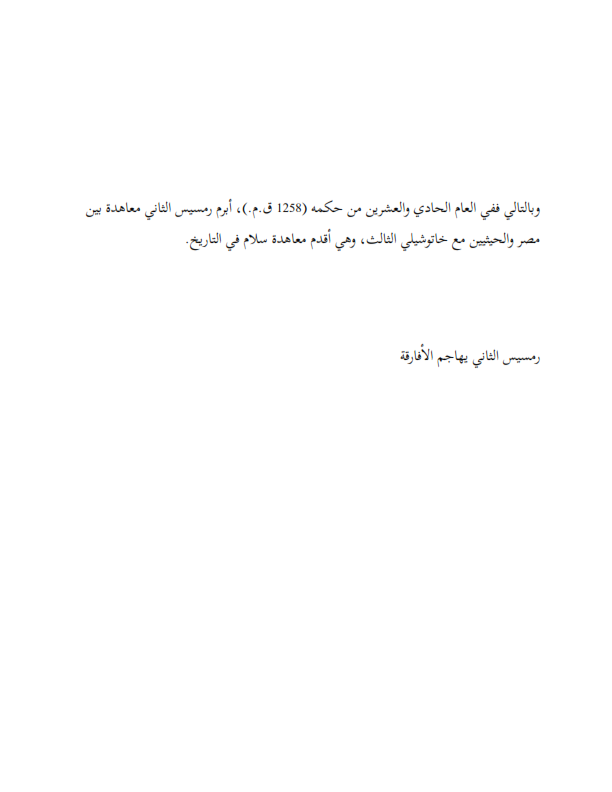 وبالتالي ففي العام الحادي والعشرين من حكمه (1258 ق.م.)، أبرم رمسيس الثاني معاهدة بين
مصر والحيثيين مع خاتوشيلي الثالث، وهي أقدم معاهدة سلام في التاريخ.
رمسيس الثاني يهاجم الأفارقة